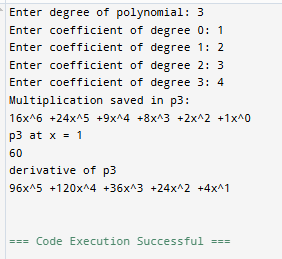 Enter degree of polynomial: 3
Enter coefficient of degree 0: 1
Enter coefficient of degree 1: 2
Enter coefficient of degree 2: 3
Enter coefficient of degree 3: 4
Multiplication saved in p3:
16x^6 +24x^5 +9x^4 +8x^3 +2x^2 +1x^0
p3 at x = 1
60
derivative of p3
96x^5 +120x^4 +36x^3 +24x^2 +4x^1
=== Code Execution Successful ===